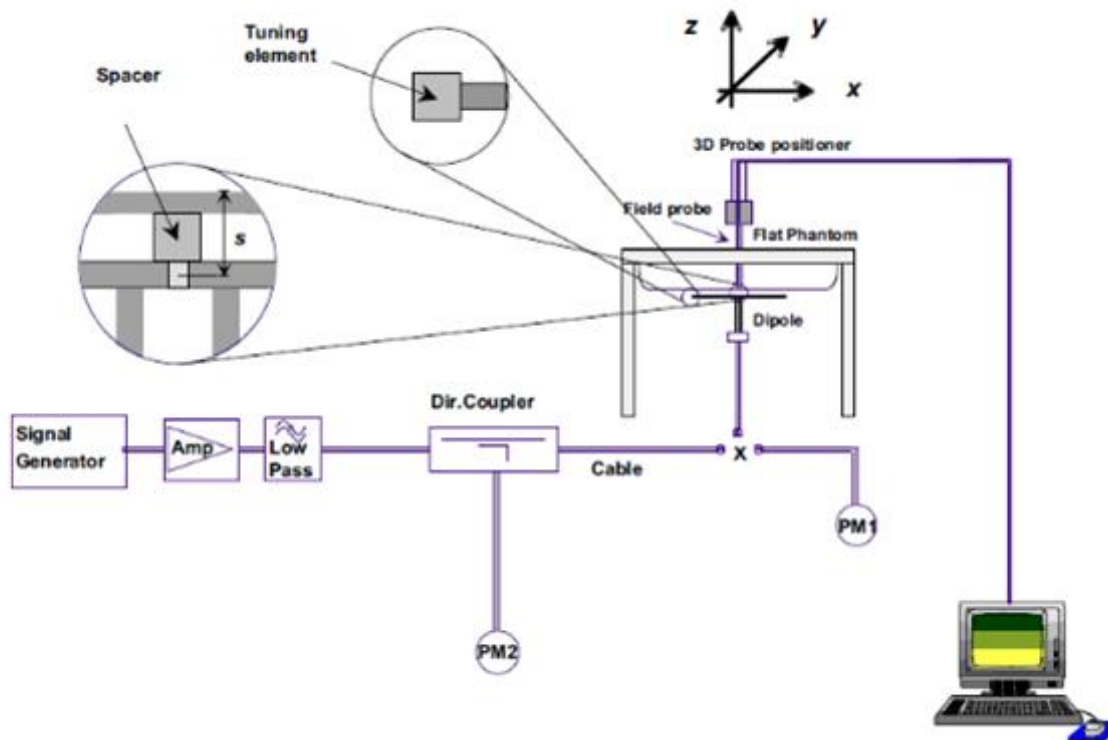 Tuning
element
Spacer
s
z
y
x
3D Probe positioner
Field probe
Flat Phantom
Dipole
Dir.Coupler
Signal
Generator
Amp
Low
Pass
Cable
X
PM1
PM2